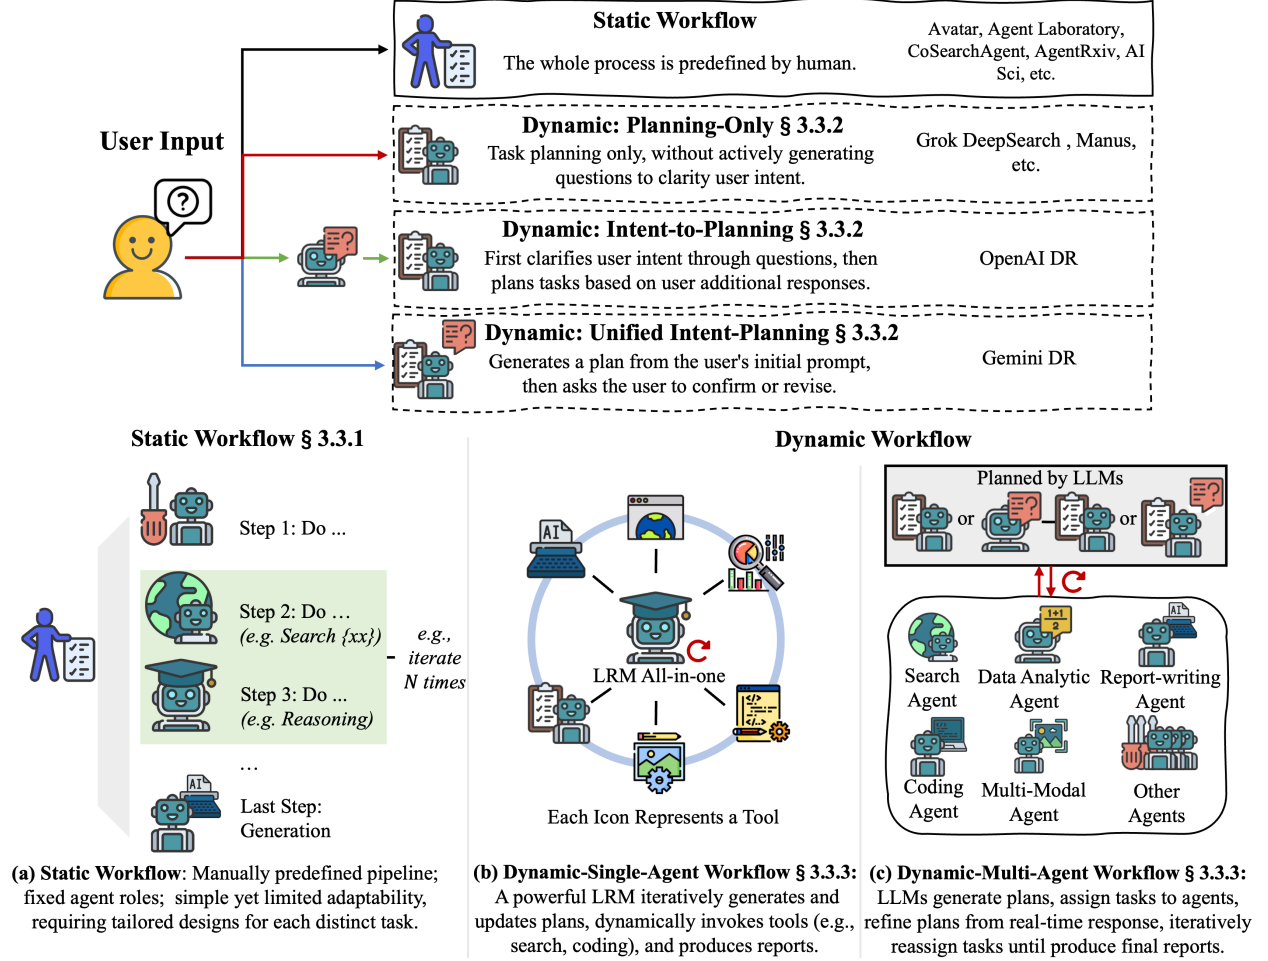 Static Workflow
The whole process is predefined by human.
Avatar, Agent Laboratory,
CoSearchAgent, AgentRxiv, AI
Sci, etc.
User Input
?
Dynamic: Planning-Only § 3.3.2
Task planning only, without actively generating
questions to clarity user intent.
Grok DeepSearch , Manus,
etc.
Dynamic: Intent-to-Planning § 3.3.2
First clarifies user intent through questions, then
plans tasks based on user additional responses.
OpenAI DR
?
Dynamic: Unified Intent-Planning § 3.3.2
Generates a plan from the user's initial prompt,
then asks the user to confirm or revise.
Gemini DR
?
Static Workflow § 3.3.1
Step 1: Do ...
Step 2: Do …
(e.g. Search {xx})
Step 3: Do ...
(e.g. Reasoning)
e.g.,
iterate
N times
…
AI
Last Step:
Generation
(a) Static Workflow: Manually predefined pipeline;
fixed agent roles; simple yet limited adaptability,
requiring tailored designs for each distinct task.
Dynamic Workflow
AI
LRM All-in-one
</>
Each Icon Represents a Tool
(b) Dynamic-Single-Agent Workflow § 3.3.3:
A powerful LRM iteratively generates and
updates plans, dynamically invokes tools (e.g.,
search, coding), and produces reports.
Planned by LLMs
or
?
or
?
Search
Agent
1+1
2
Data Analytic
Agent
AI
Report-writing
Agent
Coding
Agent
Multi-Modal
Agent
Other
Agents
(c) Dynamic-Multi-Agent Workflow § 3.3.3:
LLMs generate plans, assign tasks to agents,
refine plans from real-time response, iteratively
reassign tasks until produce final reports.